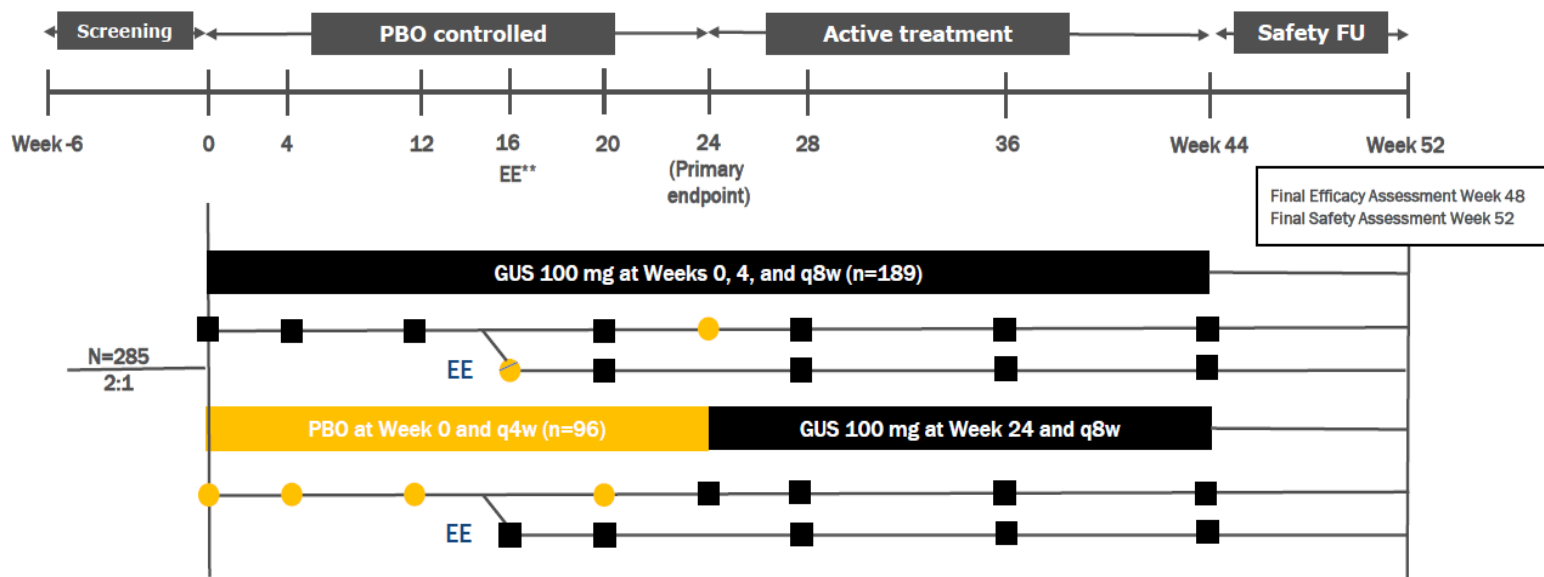 Screening
PBO controlled
Active treatment
Safety FU
Week -6
0
4
12
16
20
24
28
36
Week 44
Week 52
EE**
(Primary
endpoint)
Final Efficacy Assessment Week 48
Final Safety Assessment Week 52
GUS 100 mg at Weeks 0, 4, and q8w (n=189)
N=285
2:1
EE
PBO at Week 0 and q4w (n=96)
GUS 100 mg at Week 24 and q8w
EE